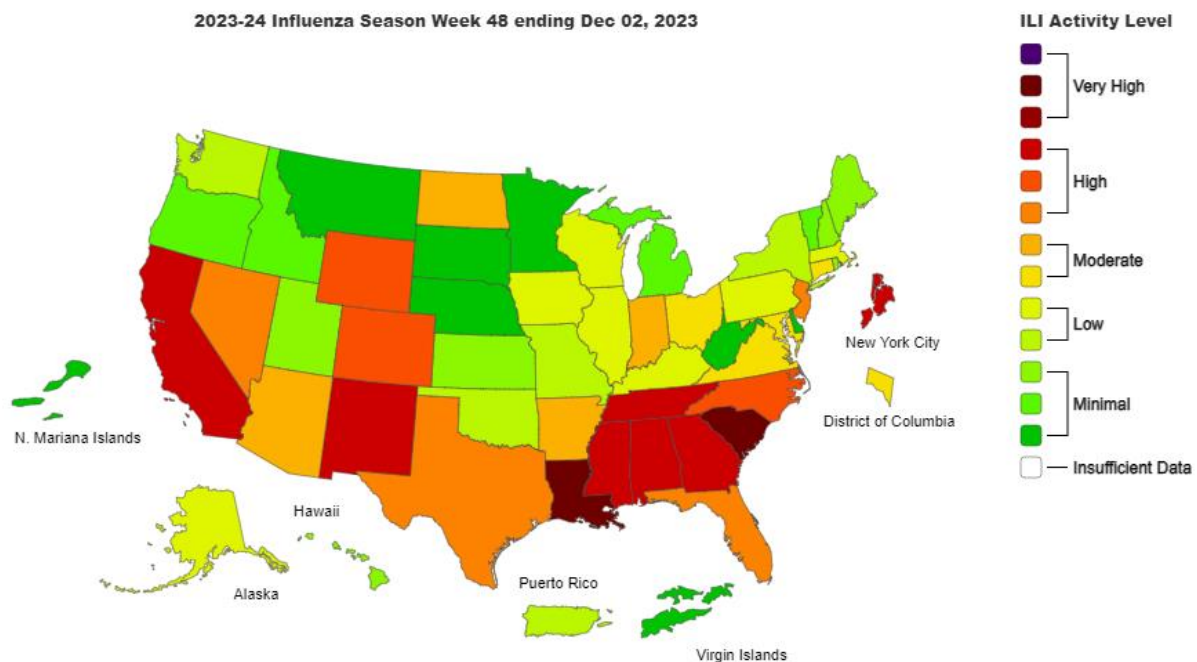 2023-24 Influenza Season Week 48 ending Dec 02, 2023
ILI Activity Level
Very High
High
Moderate
Low
Minimal
Insufficient Data
New York City
District of Columbia
N. Mariana Islands
Hawaii
Alaska
Puerto Rico
Virgin Islands